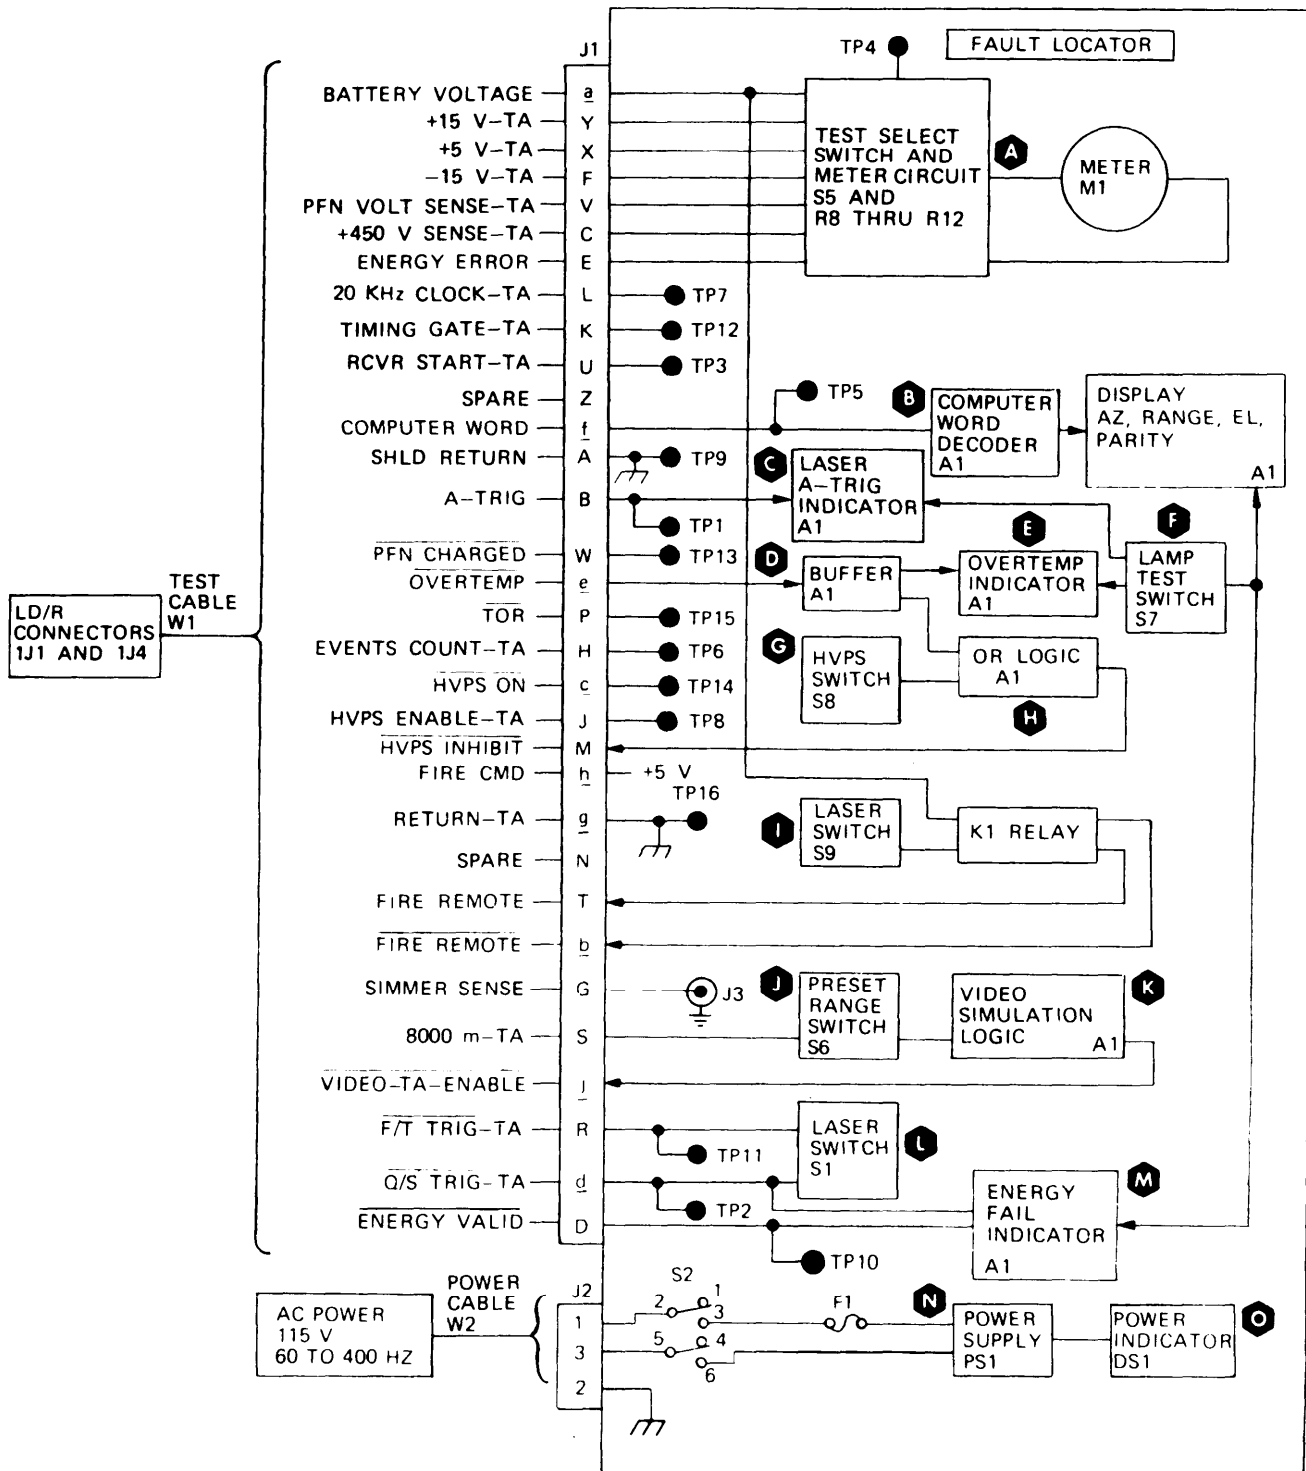 J1
TP4
FAULT LOCATOR
BATTERY VOLTAGE a
+15 V-TA Y
+5 V-TA X
-15 V-TA F
PFN VOLT SENSE-TA V
+450 V SENSE-TA C
ENERGY ERROR E
TEST SELECT
SWITCH AND
METER CIRCUIT
S5 AND
R8 THRU R12
A
METER
M1
20 KHz CLOCK-TA L TP7
TIMING GATE-TA K TP12
RCVR START-TA U TP3
SPARE Z
COMPUTER WORD f TP5
B
COMPUTER
WORD
DECODER
A1
DISPLAY
AZ, RANGE, EL,
PARITY
A1
SHLD RETURN A TP9
A-TRIG B TP1
C
LASER
A-TRIG
INDICATOR
A1
PFN CHARGED W TP13
OVERTEMP e
D
BUFFER
A1
E
OVERTEMP
INDICATOR
A1
F
LAMP
TEST
SWITCH
S7
LD/R
CONNECTORS
1J1 AND 1J4
TEST
CABLE
W1
TOR P TP15
EVENTS COUNT-TA H TP6
HVPS ON c TP14
HVPS ENABLE-TA J TP8
HVPS INHIBIT M
G
HVPS
SWITCH
S8
OR LOGIC
A1
H
FIRE CMD h +5 V
TP16
RETURN-TA g
SPARE N
I
LASER
SWITCH
S9
K1 RELAY
FIRE REMOTE T
FIRE REMOTE b
SIMMER SENSE G J3
8000 m-TA S
J
PRESET
RANGE
SWITCH
S6
VIDEO
SIMULATION
LOGIC
A1
K
VIDEO-TA-ENABLE j
F/T TRIG-TA R TP11
LASER
SWITCH
S1
L
Q/S TRIG-TA d TP2
ENERGY VALID D TP10
ENERGY
FAIL
INDICATOR
A1
M
AC POWER
115 V
60 TO 400 HZ
POWER
CABLE
W2
J2
1
3
2
S2
2 1 3
5 4 6
F1
N
POWER
SUPPLY
PS1
POWER
INDICATOR
DS1
O